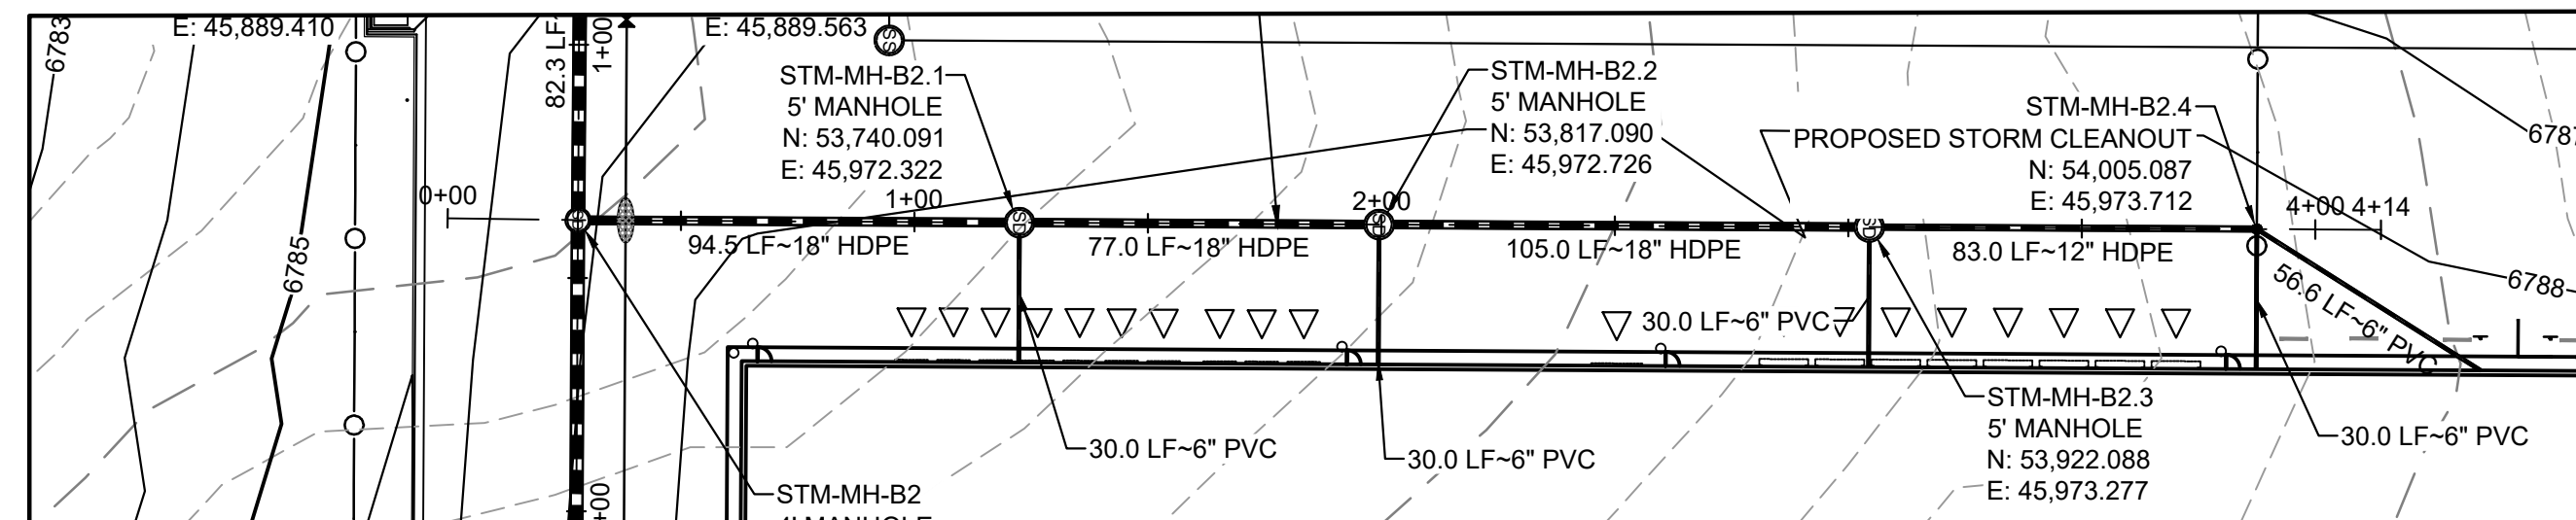 6783
E: 45,889.410
82.3 LF
1+00
E: 45,889.563
SS
STM-MH-B2.1
5' MANHOLE
N: 53,740.091
E: 45,972.322
STM-MH-B2.2
5' MANHOLE
N: 53,817.090
E: 45,972.726
STM-MH-B2.4
PROPOSED STORM CLEANOUT
N: 54,005.087
E: 45,973.712
678
0+00
1+00
2+00
4+00
4+14
SD
SD
SD
94.5 LF~18" HDPE
77.0 LF~18" HDPE
105.0 LF~18" HDPE
83.0 LF~12" HDPE
6785
6788
56.6 LF~6" PVC
30.0 LF~6" PVC
STM-MH-B2.3
5' MANHOLE
N: 53,922.088
E: 45,973.277
30.0 LF~6" PVC
30.0 LF~6" PVC
30.0 LF~6" PVC
STM-MH-B2
+00